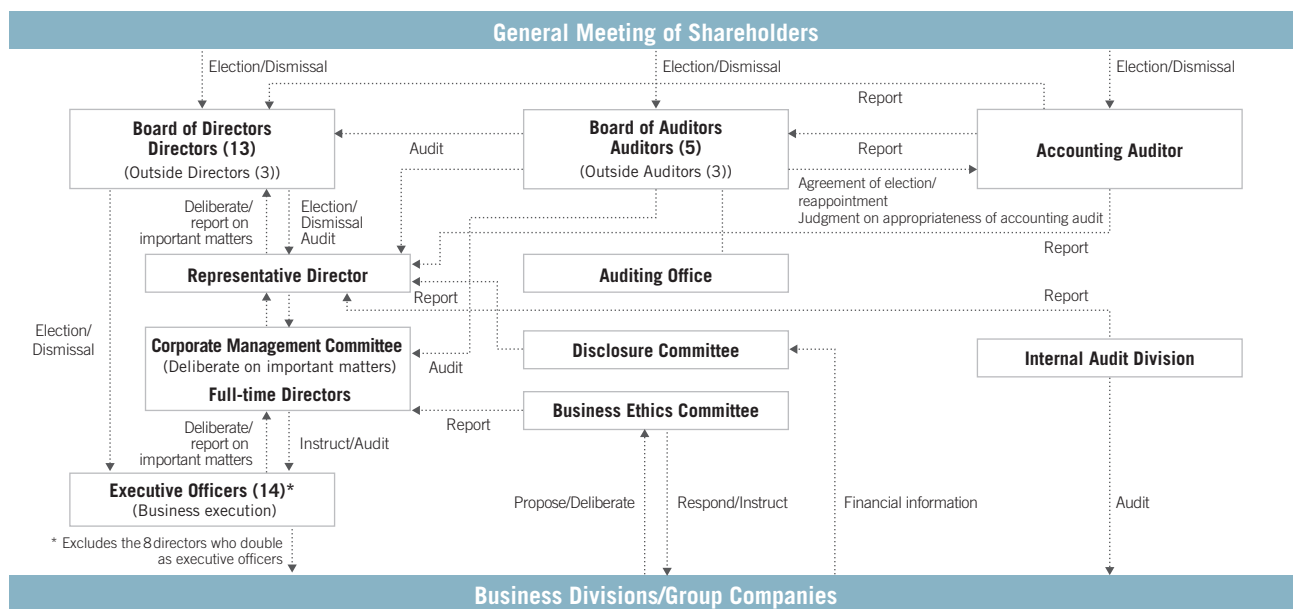 General Meeting of Shareholders
Election/Dismissal
Election/Dismissal
Election/Dismissal
Report
Board of Directors
Directors (13)
(Outside Directors (3))
Audit
Board of Auditors
Auditors (5)
(Outside Auditors (3))
Report
Accounting Auditor
Agreement of election/
reappointment
Judgment on appropriateness of accounting audit
Deliberate/
report on
important matters
Election/
Dismissal
Audit
Report
Representative Director
Auditing Office
Report
Report
Election/
Dismissal
Corporate Management Committee
(Deliberate on important matters)
Full-time Directors
Audit
Disclosure Committee
Internal Audit Division
Business Ethics Committee
Report
Deliberate/
report on
important matters
Instruct/Audit
Executive Officers (14)*
(Business execution)
Propose/Deliberate
Respond/Instruct
Financial information
Audit
* Excludes the 8 directors who double
as executive officers
Business Divisions/Group Companies